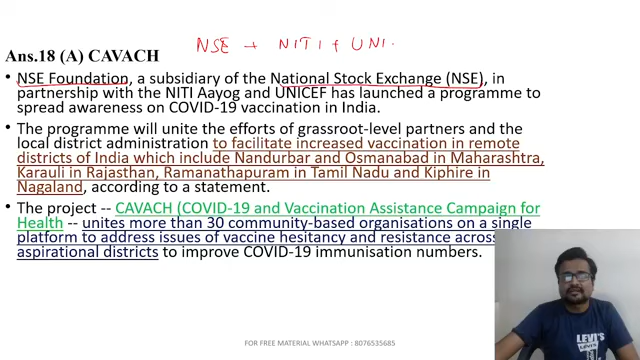 NSE + NITI + UNI.
Ans.18 (A) CAVACH
• NSE Foundation, a subsidiary of the National Stock Exchange (NSE), in
partnership with the NITI Aayog and UNICEF has launched a programme to
spread awareness on COVID-19 vaccination in India.
• The programme will unite the efforts of grassroot-level partners and the
local district administration to facilitate increased vaccination in remote
districts of India which include Nandurbar and Osmanabad in Maharashtra,
Karauli in Rajasthan, Ramanathapuram in Tamil Nadu and Kiphire in
Nagaland, according to a statement.
• The project -- CAVACH (COVID-19 and Vaccination Assistance Campaign for
Health -- unites more than 30 community-based organisations on a single
platform to address issues of vaccine hesitancy and resistance across
aspirational districts to improve COVID-19 immunisation numbers.
LEVI'S
FOR FREE MATERIAL WHATSAPP : 8076535685